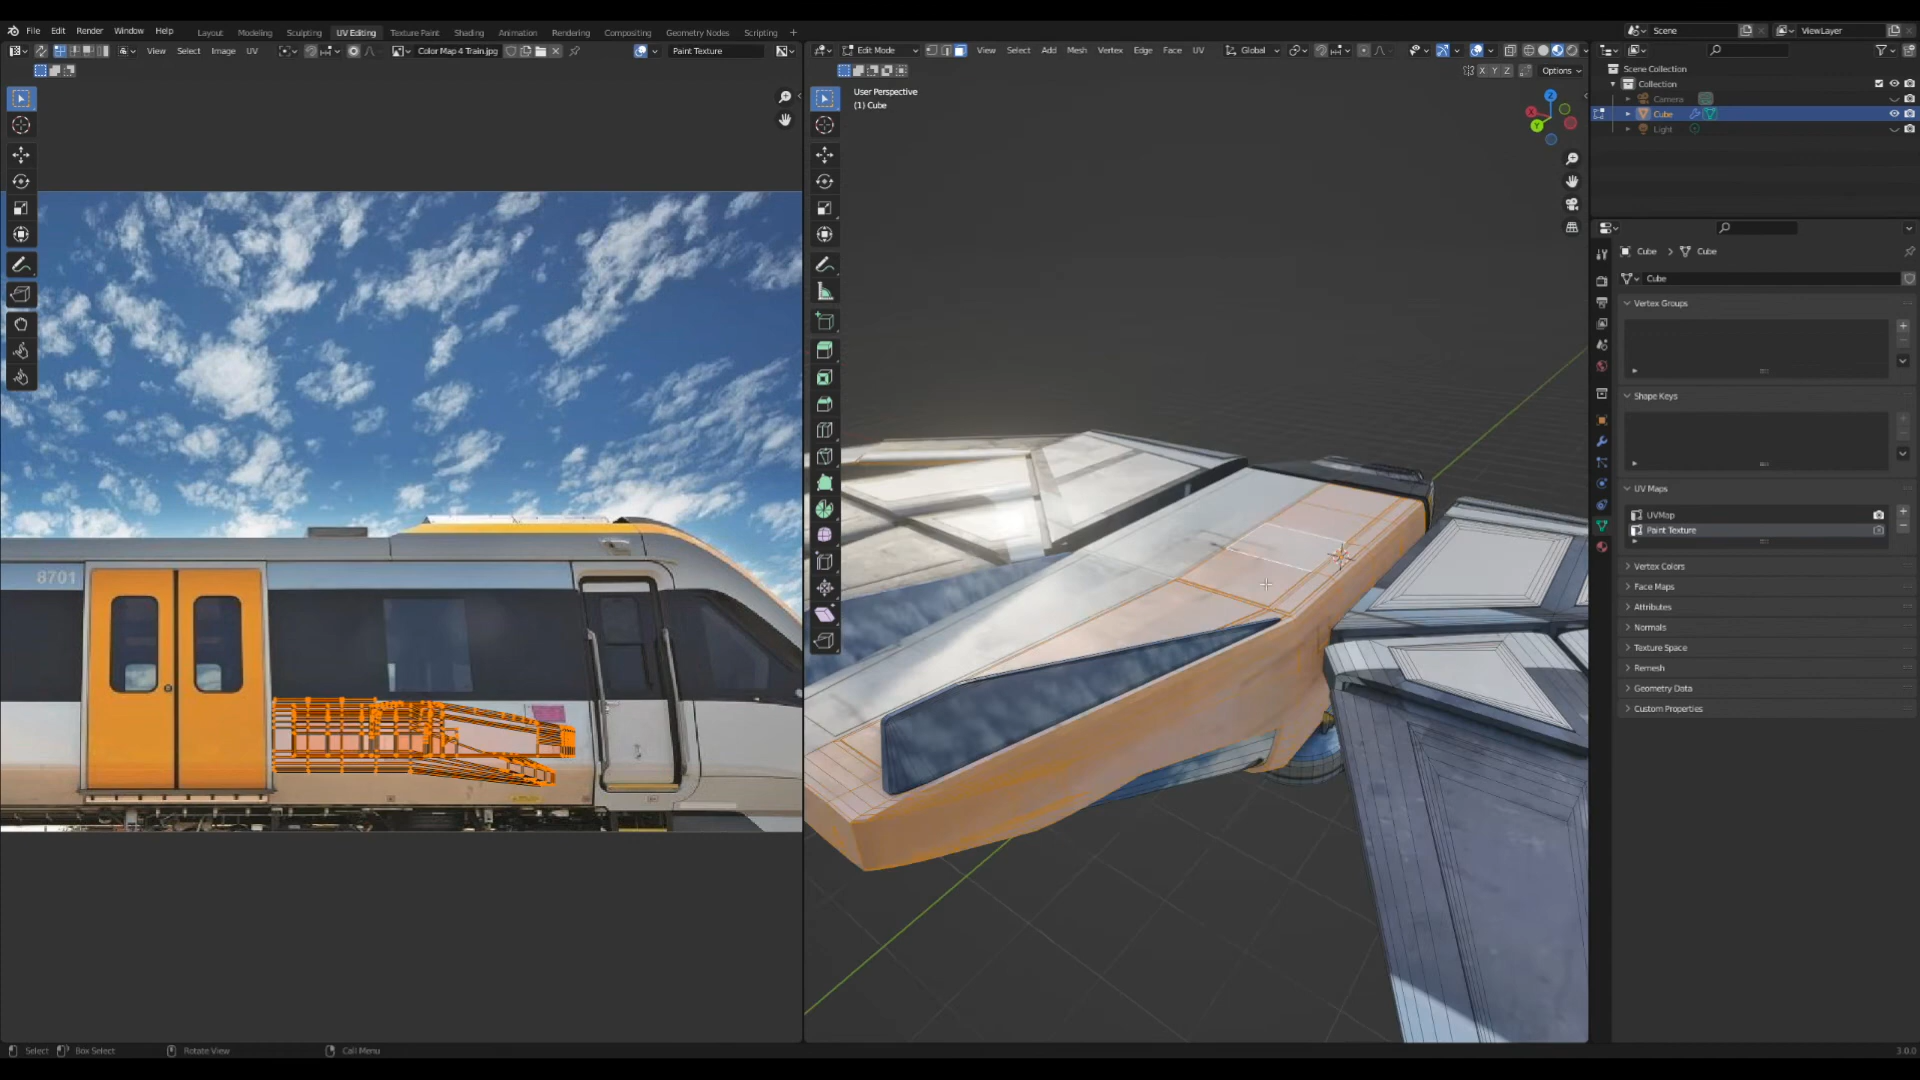 File Edit Render Window Help
Layout Modeling Sculpting UV Editing Texture Paint Shading Animation Rendering Compositing Geometry Nodes Scripting +
Scene
ViewLayer
View Select Image UV
Color Map 4 Train.jpg
Paint Texture
Edit Mode
View Select Add Mesh Vertex Edge Face UV
Global
X Y Z
Options
User Perspective
(1) Cube
Z
X
Y
8701
Scene Collection
Collection
Camera
Cube
Light
Cube > Cube
Cube
Vertex Groups
Shape Keys
UV Maps
UVMap
Paint Texture
Vertex Colors
Face Maps
Attributes
Normals
Texture Space
Remesh
Geometry Data
Custom Properties
Select
Box Select
Rotate View
Call Menu
3.0.0